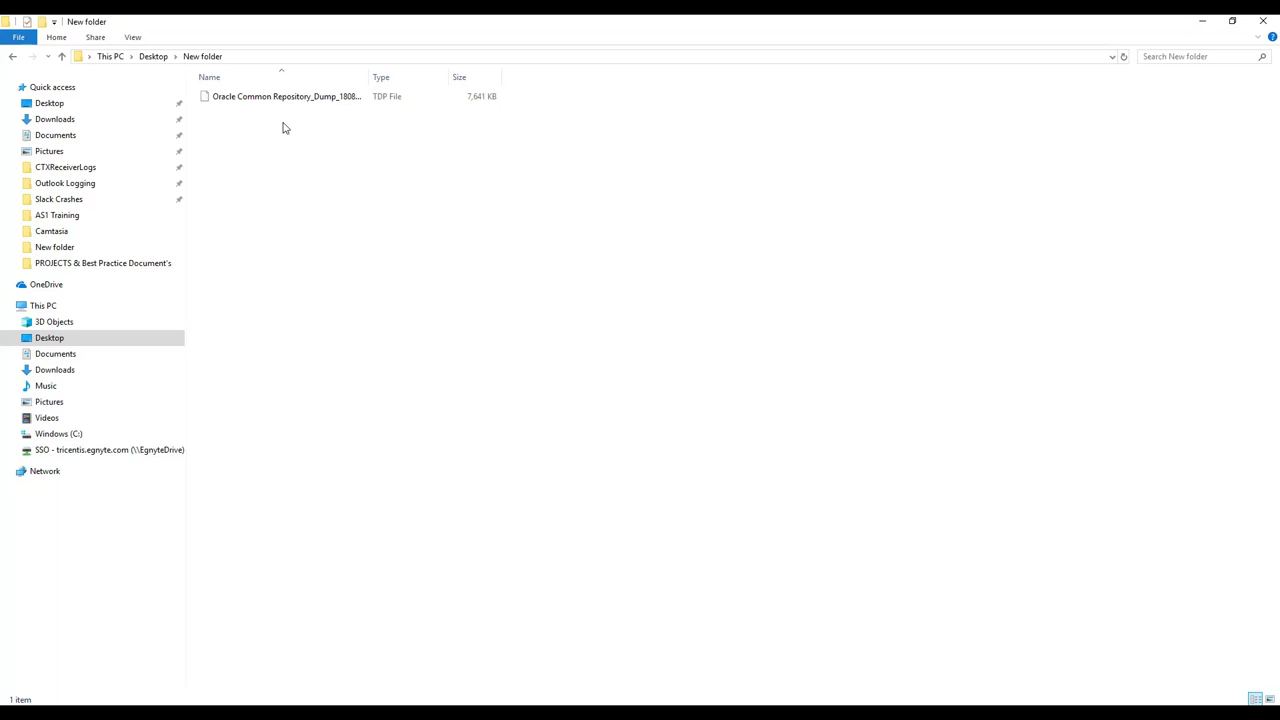 New folder
File Home Share View
This PC Desktop New folder
Search New folder
Name Type Size
Oracle Common Repository_Dump_1808... TDP File 7,641 KB
Quick access
Desktop
Downloads
Documents
Pictures
CTXReceiverLogs
Outlook Logging
Slack Crashes
AS1 Training
Camtasia
New folder
PROJECTS & Best Practice Document's
OneDrive
This PC
3D Objects
Desktop
Documents
Downloads
Music
Pictures
Videos
Windows (C:)
SSO - tricentis.egnyte.com (\\EgnyteDrive)
Network
1 item